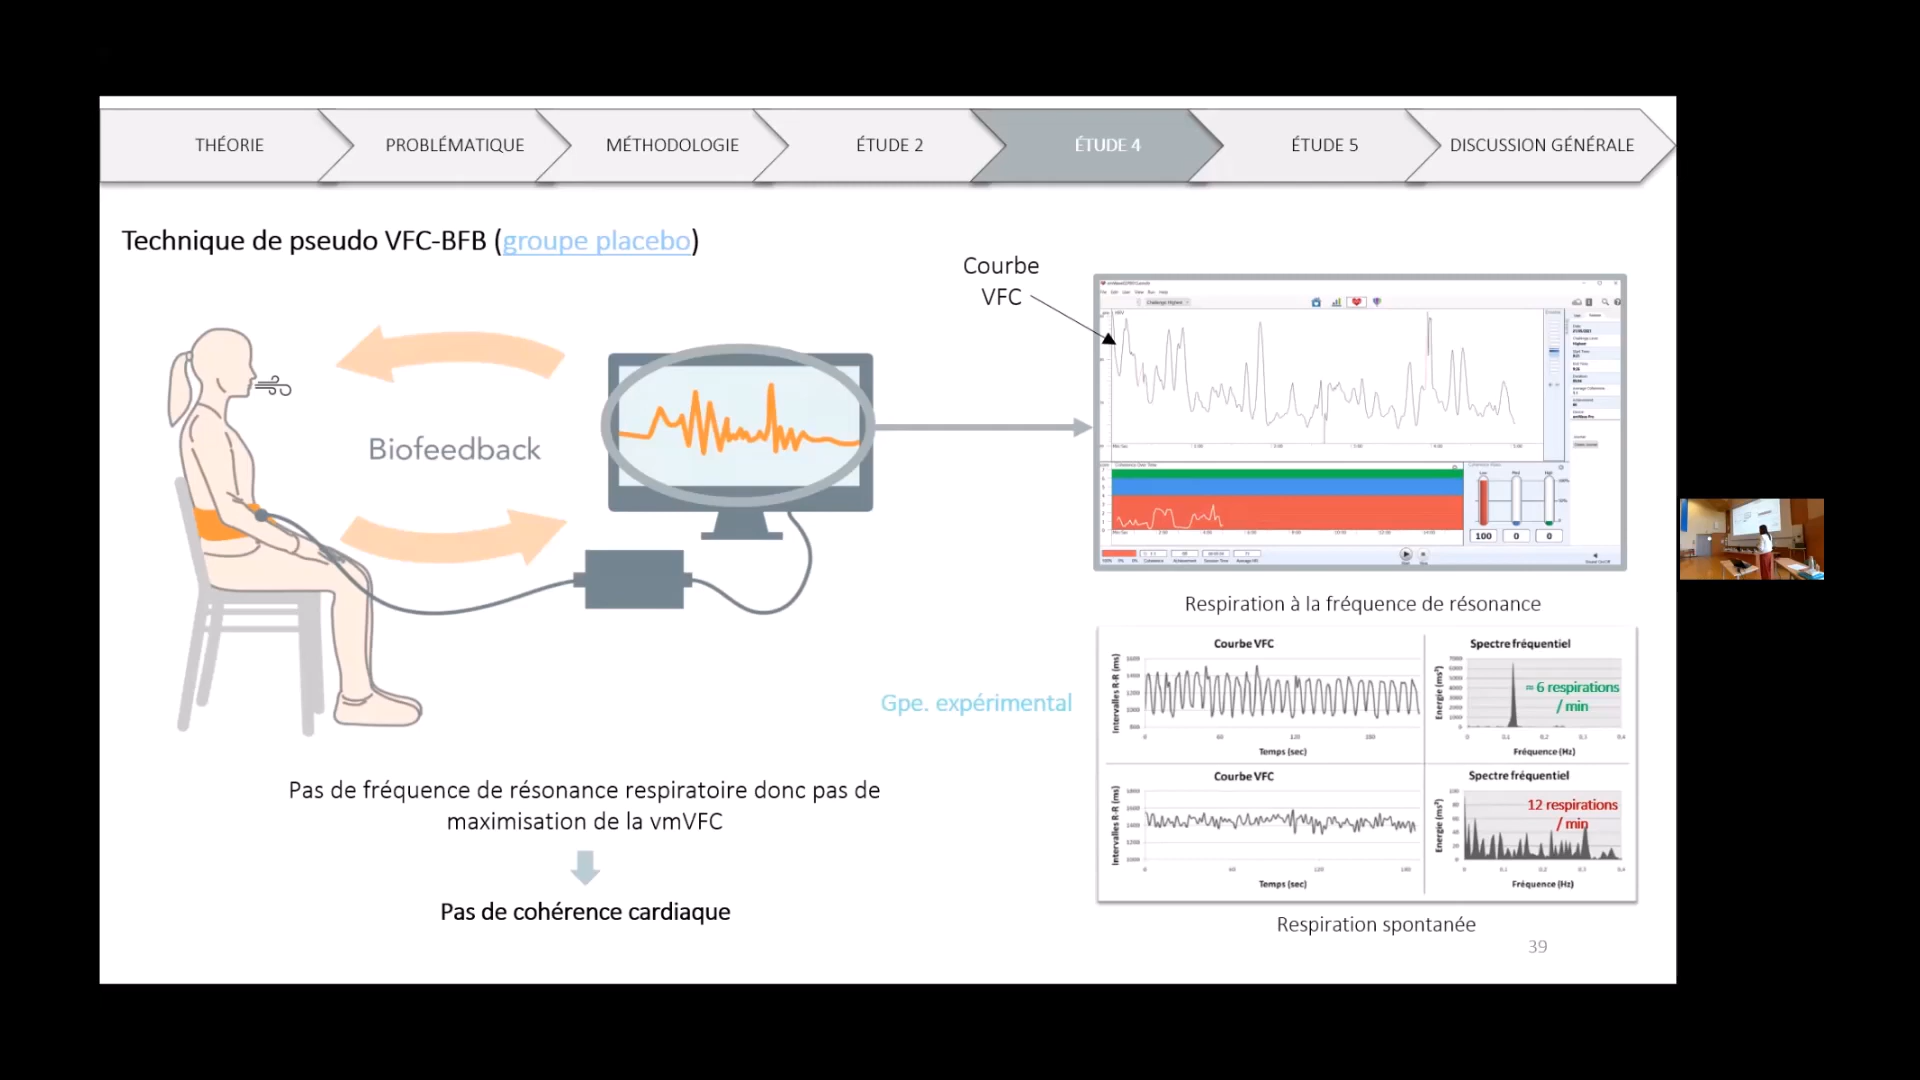 THÉORIE
PROBLÉMATIQUE
MÉTHODOLOGIE
ÉTUDE 2
ÉTUDE 4
ÉTUDE 5
DISCUSSION GÉNÉRALE
Technique de pseudo VFC-BFB (groupe placebo)
Courbe
VFC
Biofeedback
100
0
0
Respiration à la fréquence de résonance
Courbe VFC
Spectre fréquentiel
Intervalles R-R (ms)
Energie (ms²)
≈ 6 respirations
/ min
Temps (sec)
Fréquence (Hz)
Gpe. expérimental
Courbe VFC
Spectre fréquentiel
Intervalles R-R (ms)
Energie (ms²)
12 respirations
/ min
Temps (sec)
Fréquence (Hz)
Pas de fréquence de résonance respiratoire donc pas de
maximisation de la vmVFC
Pas de cohérence cardiaque
Respiration spontanée
39